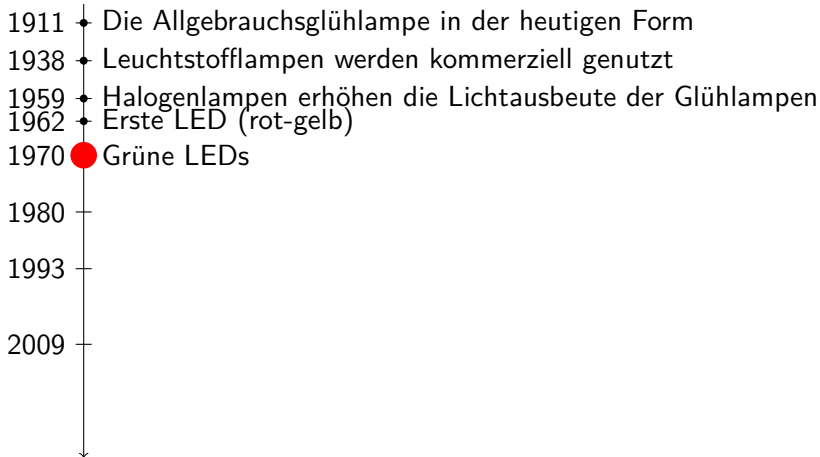 1911 Die Allgebrauchsglühlampe in der heutigen Form
1938 Leuchtstofflampen werden kommerziell genutzt
1959 Halogenlampen erhöhen die Lichtausbeute der Glühlampen
1962 Erste LED (rot-gelb)
1970 Grüne LEDs
1980
1993
2009